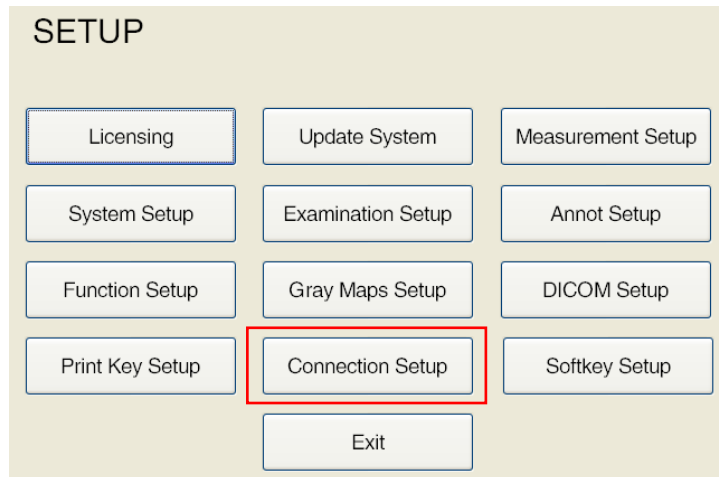 SETUP
Licensing
Update System
Measurement Setup
System Setup
Examination Setup
Annot Setup
Function Setup
Gray Maps Setup
DICOM Setup
Print Key Setup
Connection Setup
Softkey Setup
Exit